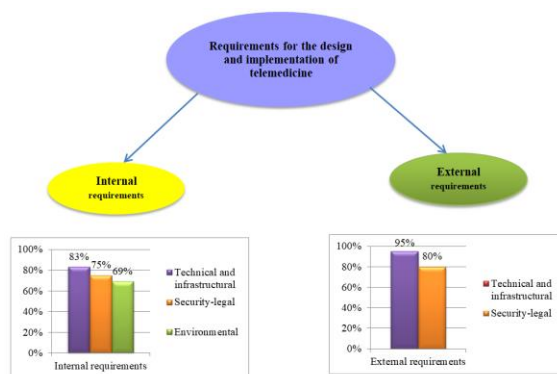 Requirements for the design
and implementation of
telemedicine
Internal
requirements
External
requirements
100%
80%
60%
40%
20%
0%
83%
75%
69%
Internal requirements
Technical and
infrastructural
Security-legal
Environmental
100%
80%
60%
40%
20%
0%
95%
80%
External requirements
Technical and
infrastructural
Security-legal